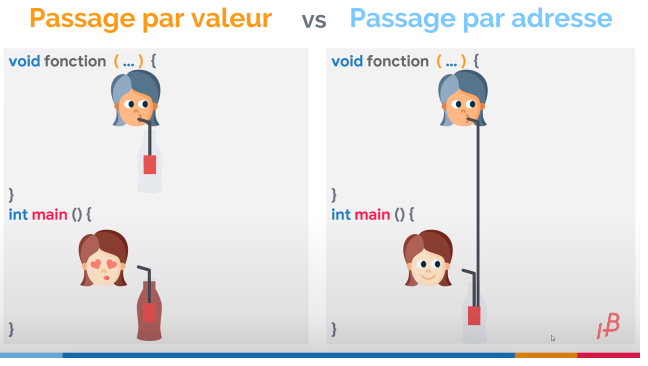 Passage par valeur vs Passage par adresse
void fonction ( ... ) {
}
int main () {
}
void fonction ( ... ) {
}
int main () {
}